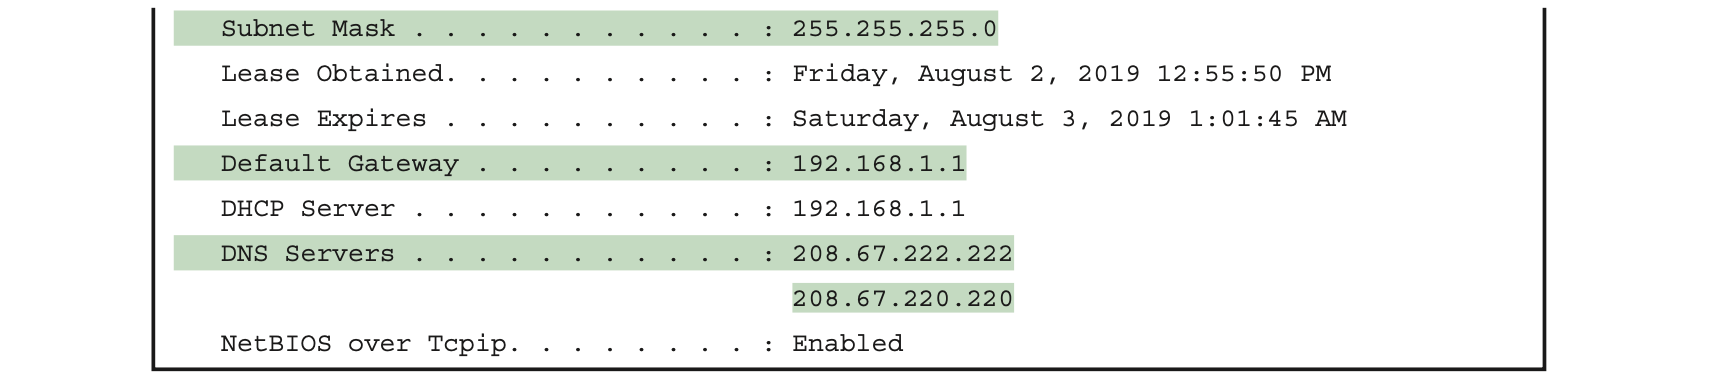 Subnet Mask . . . . . . . . . . . : 255.255.255.0
Lease Obtained. . . . . . . . . . : Friday, August 2, 2019 12:55:50 PM
Lease Expires . . . . . . . . . . : Saturday, August 3, 2019 1:01:45 AM
Default Gateway . . . . . . . . . : 192.168.1.1
DHCP Server . . . . . . . . . . . : 192.168.1.1
DNS Servers . . . . . . . . . . . : 208.67.222.222
208.67.220.220
NetBIOS over Tcpip. . . . . . . . : Enabled